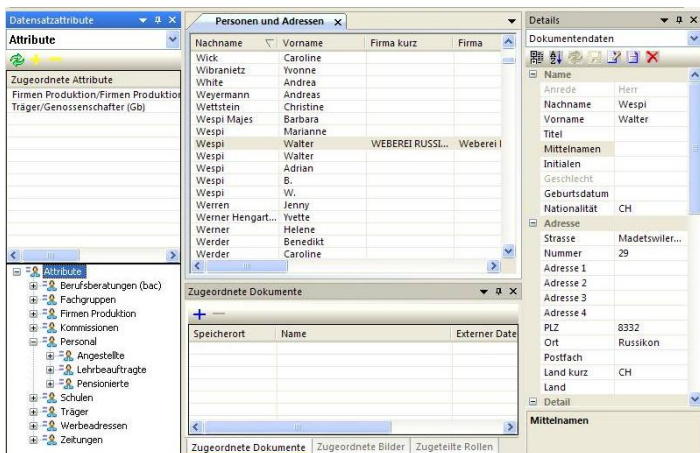 Datensatzattribute
Attribute
Zugeordnete Attribute
Firmen Produktion/Firmen Produktion
Träger/Genossenschafter (Gb)
Attribute
Berufsberatungen (bac)
Fachgruppen
Firmen Produktion
Kommissionen
Personal
Angestellte
Lehrbeauftragte
Pensionierte
Schulen
Träger
Werbeadressen
Zeitungen
Personen und Adressen
Nachname Vorname Firma kurz Firma
Wick Caroline
Wibranietz Yvonne
White Andrea
Weyermann Andreas
Wettstein Christine
Wespi Majes Barbara
Wespi Marianne
Wespi Walter WEBEREI RUSSI... Weberei
Wespi Walter
Wespi Adrian
Wespi B.
Wespi W.
Werren Jenny
Werner Hengart... Yvette
Werner Helene
Werder Benedikt
Werder Caroline
Zugeordnete Dokumente
Speicherort Name Externer Date
Zugeordnete Dokumente Zugeordnete Bilder Zugeteilte Rollen
Details
Dokumentendaten
Name
Anrede Herr
Nachname Wespi
Vorname Walter
Titel
Mittelnamen
Initialen
Geschlecht
Geburtsdatum
Nationalität CH
Adresse
Strasse Madetswiler...
Nummer 29
Adresse 1
Adresse 2
Adresse 3
Adresse 4
PLZ 8332
Ort Russikon
Postfach
Land kurz CH
Land
Detail
Mittelnamen